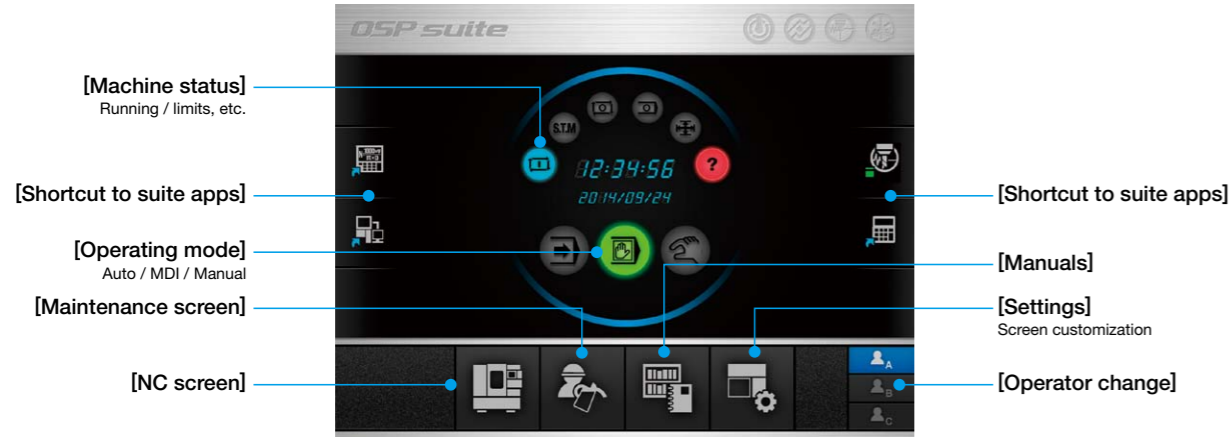 OSP suite
[Machine status]
Running / limits, etc.
S.T.M
?
12:34:56
2014/09/24
[Shortcut to suite apps]
[Shortcut to suite apps]
[Operating mode]
Auto / MDI / Manual
[Manuals]
[Maintenance screen]
[Settings]
Screen customization
[NC screen]
[Operator change]
A
B
C